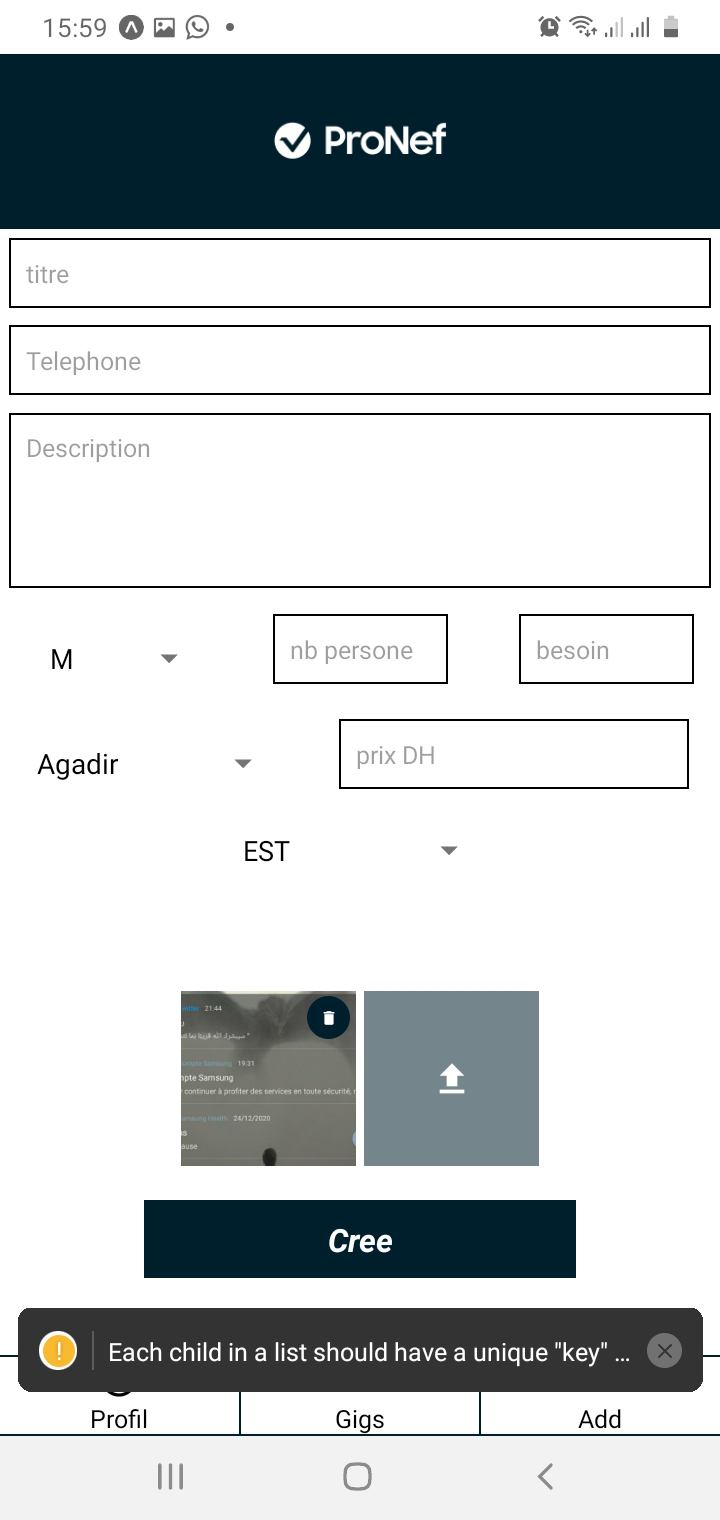 15:59
ProNef
titre
Telephone
Description
M
nb persone
besoin
Agadir
prix DH
EST
21:44
19:31
mpte Samsung
continuer à profiter des services en toute sécurité,
24/12/2020
ause
Cree
Each child in a list should have a unique "key" ...
Profil
Gigs
Add